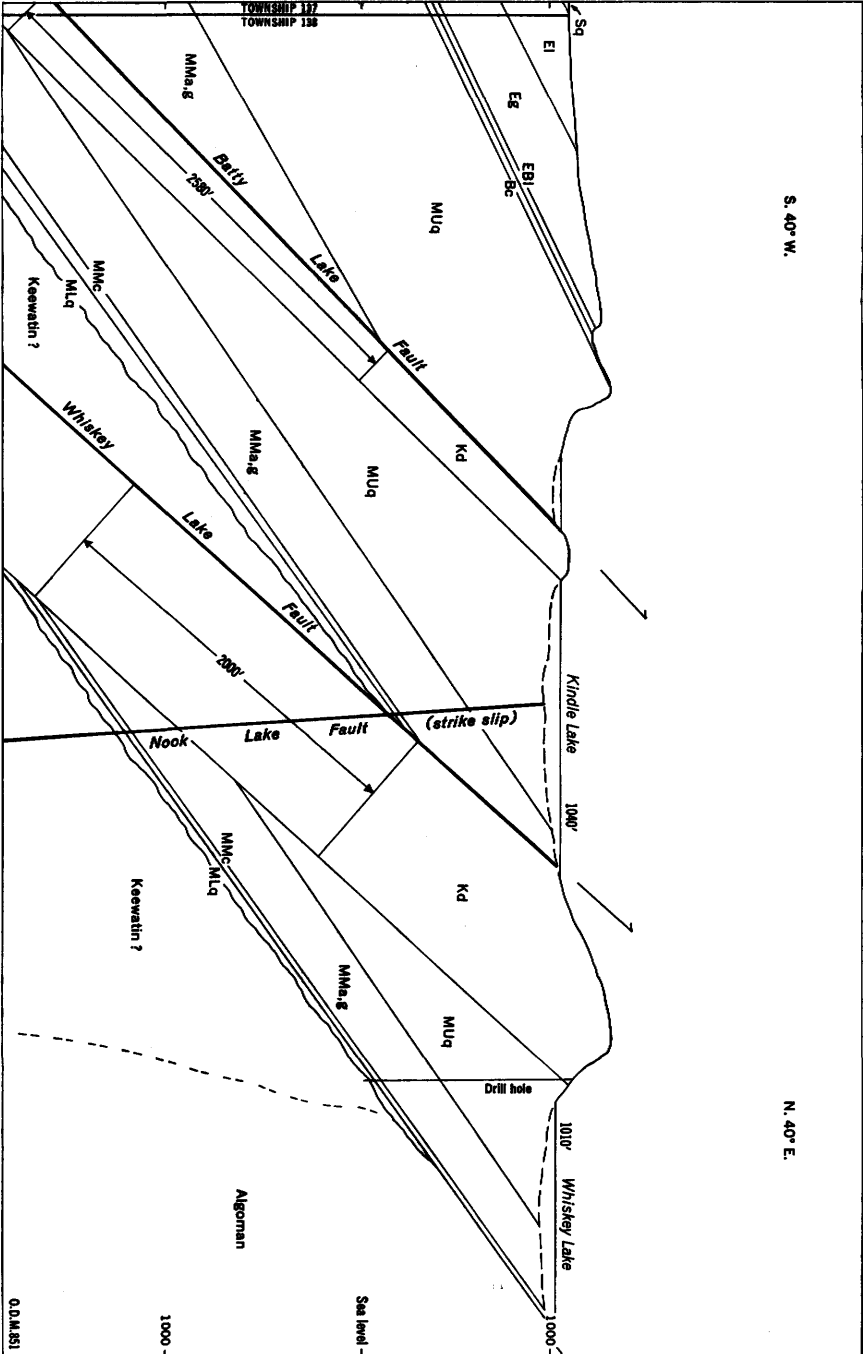 S. 40° W.
N. 40° E.
TOWNSHIP 137
TOWNSHIP 138
Sq
El
Eg
EBl
Bc
Kindle Lake
1040'
1010'
Whiskey Lake
1000
MUq
Kd
(strike slip)
Kd
MUq
Drill hole
MMa,g
Batty Lake Fault
2580'
MUq
MMa,g
Sea level
MMc
MLq
Keewatin ?
Whiskey Lake Fault
2000'
Nook Lake Fault
MMc
MLq
MMa,g
Keewatin ?
Algoman
1000
O.D.M.851